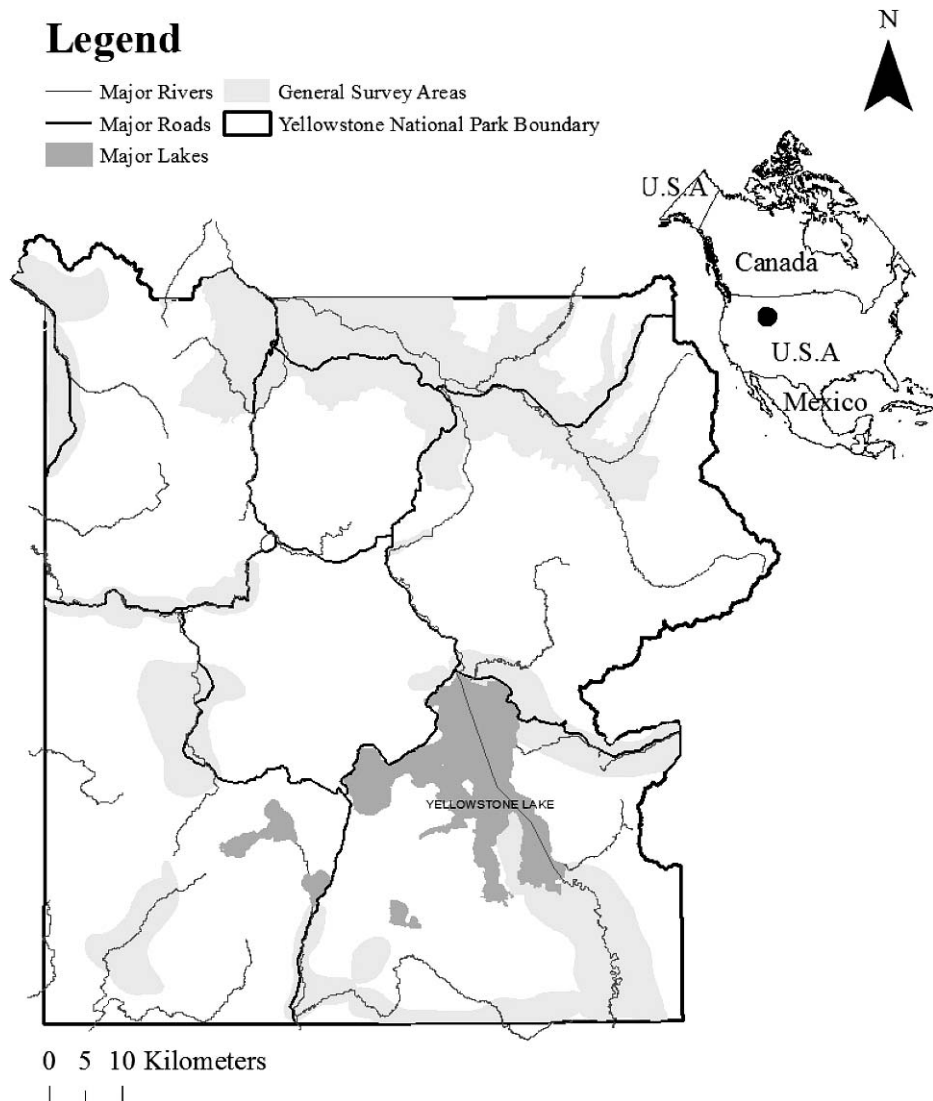 Legend
Major Rivers
General Survey Areas
Major Roads
Yellowstone National Park Boundary
Major Lakes
N
U.S.A
Canada
U.S.A
Mexico
YELLOWSTONE LAKE
0 5 10 Kilometers